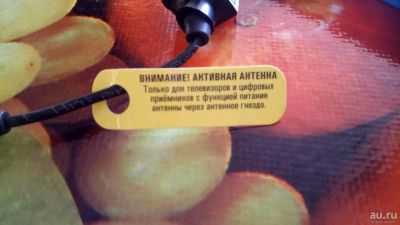 ВНИМАНИЕ! АКТИВНАЯ АНТЕННА
Только для телевизоров и цифровых
приёмников с функцией питания
антенны через антенное гнездо.
au.ru